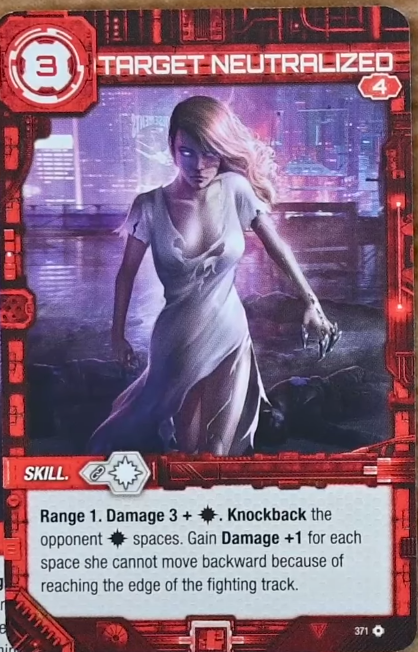 3
TARGET NEUTRALIZED
4
SKILL.
Range 1. Damage 3 + ✹. Knockback the
opponent ✹ spaces. Gain Damage +1 for each
space she cannot move backward because of
reaching the edge of the fighting track.
371